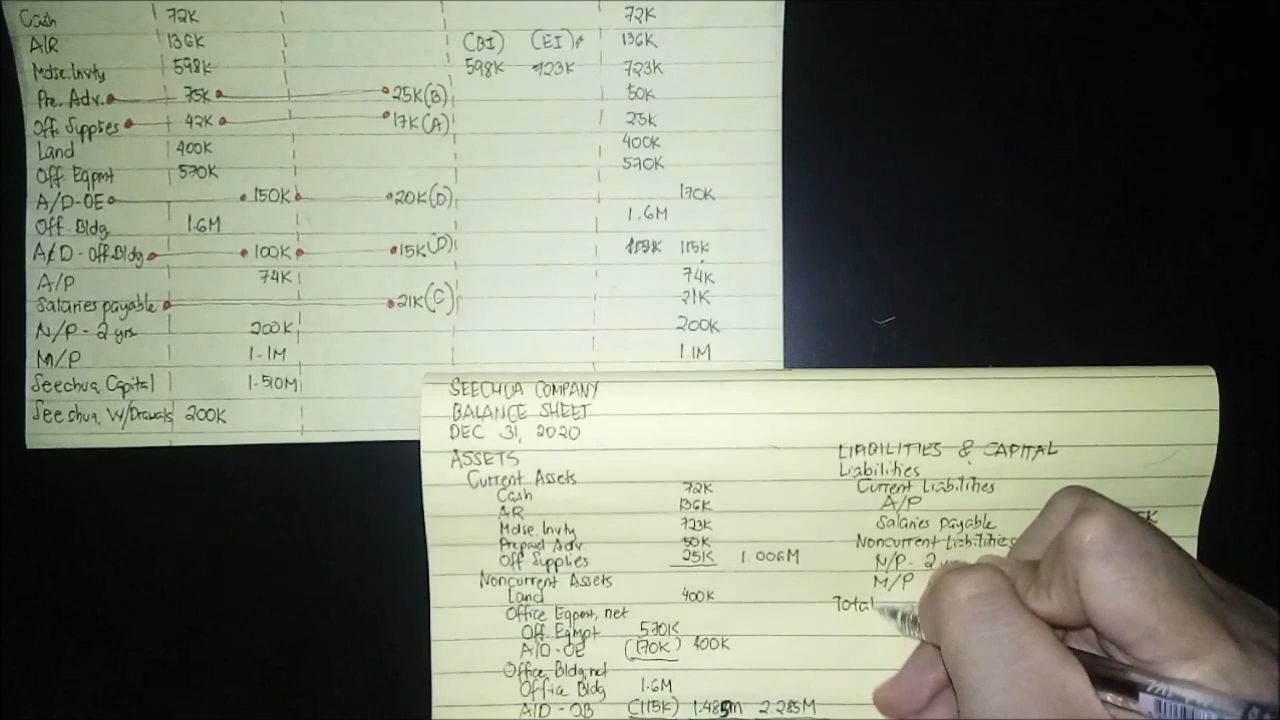 Cash 72K 72K
A/R 136K (BI) (EI) 136K
Mdse. Invty 598K 598K 723K 723K
Pre. Adv. 75K 25K(B) 50K
Off. Supplies 42K 17K(A) 25K
Land 400K 400K
Off. Eqpmt 570K 570K
A/D-OE 150K 20K(D) 170K
Off. Bldg 1.6M 1.6M
A/D - Off. Bldg 100K 15K(D) 115K
A/P 74K 74K
Salaries payable 21K(C) 21K
N/P - 2 yrs 200K 200K
M/P 1.1M 1.1M
Seechua, Capital 1.510M
Seechua, W/Drawals 200K
SEECHUA COMPANY
BALANCE SHEET
DEC 31, 2020
ASSETS
Current Assets
Cash 72K
AR 136K
Mdse. Invty 723K
Prepaid Adv 50K
Off Supplies 25K 1.006M
Noncurrent Assets
Land 400K
Office Eqpmt, net
Off. Eqmpt 570K
A/D-OE (170K) 400K
Office Bldg, net
Office Bldg 1.6M
A/D - OB (115K) 1.485M 2.285M
LIABILITIES & CAPITAL
Liabilities
Current Liabilities
A/P
Salaries payable
Noncurrent Liabilities
N/P - 2
M/P
Total